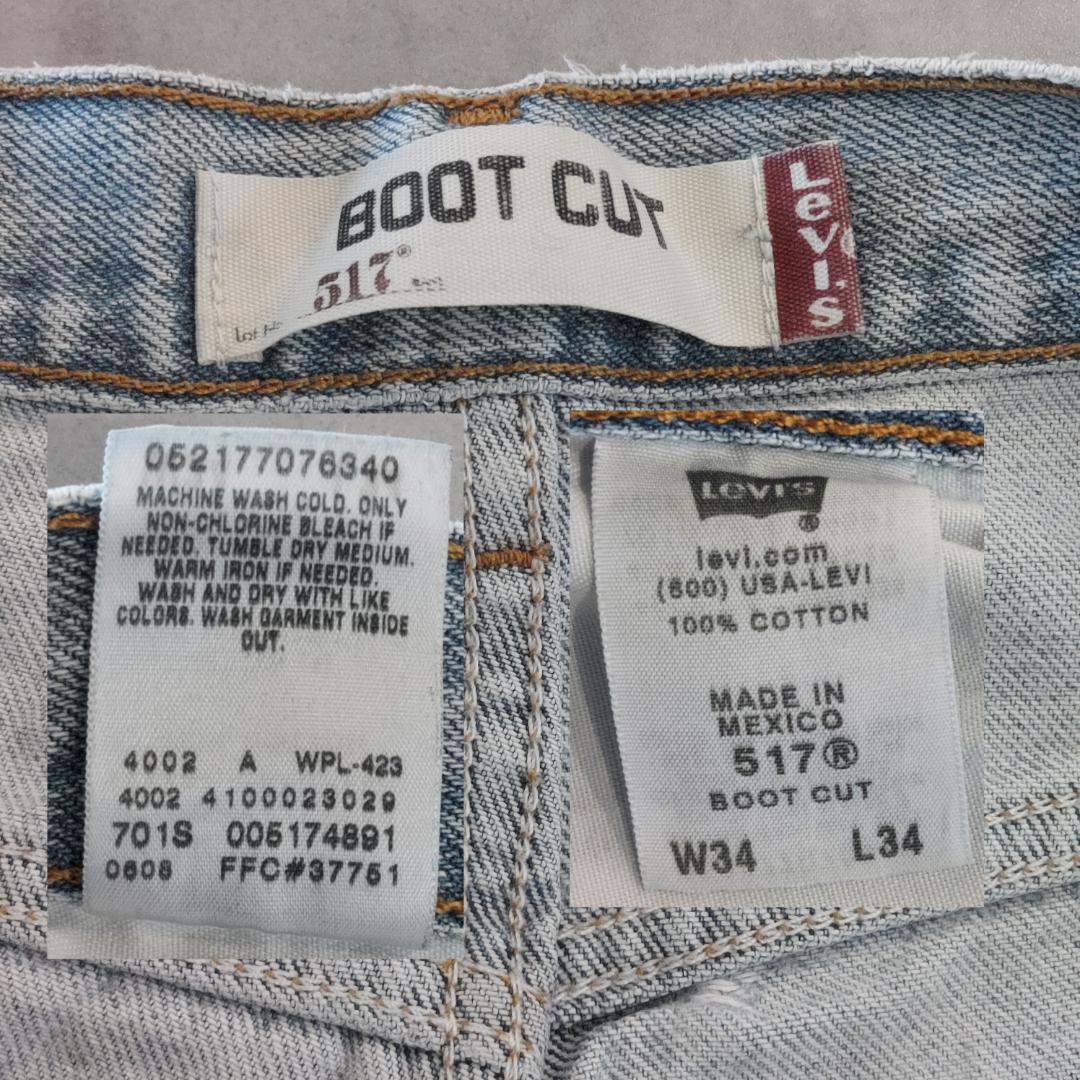 BOOT CUT
517®
Levi's
052177076340
MACHINE WASH COLD. ONLY
NON-CHLORINE BLEACH IF
NEEDED. TUMBLE DRY MEDIUM.
WARM IRON IF NEEDED.
WASH AND DRY WITH LIKE
COLORS. WASH GARMENT INSIDE
OUT.
4002 A WPL-423
4002 4100023029
701S 005174891
0608 FFC#37751
LEVI'S
®
levi.com
(800) USA-LEVI
100% COTTON
MADE IN
MEXICO
517®
BOOT CUT
W34 L34